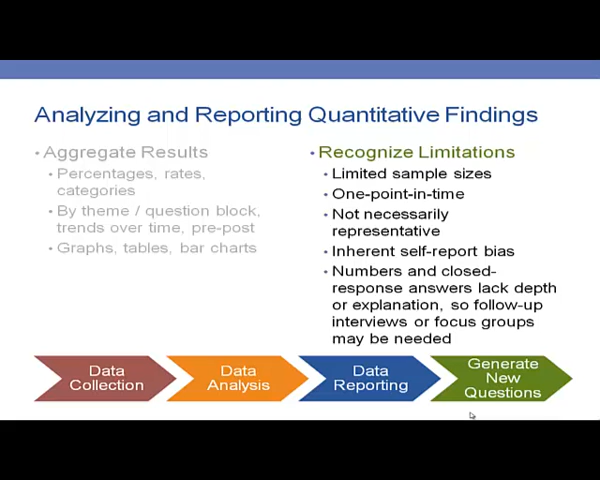 Analyzing and Reporting Quantitative Findings
• Aggregate Results
• Percentages, rates,
categories
• By theme / question block,
trends over time, pre-post
• Graphs, tables, bar charts
• Recognize Limitations
• Limited sample sizes
• One-point-in-time
• Not necessarily
representative
• Inherent self-report bias
• Numbers and closed-
response answers lack depth
or explanation, so follow-up
interviews or focus groups
may be needed
Data
Collection
Data
Analysis
Data
Reporting
Generate
New
Questions